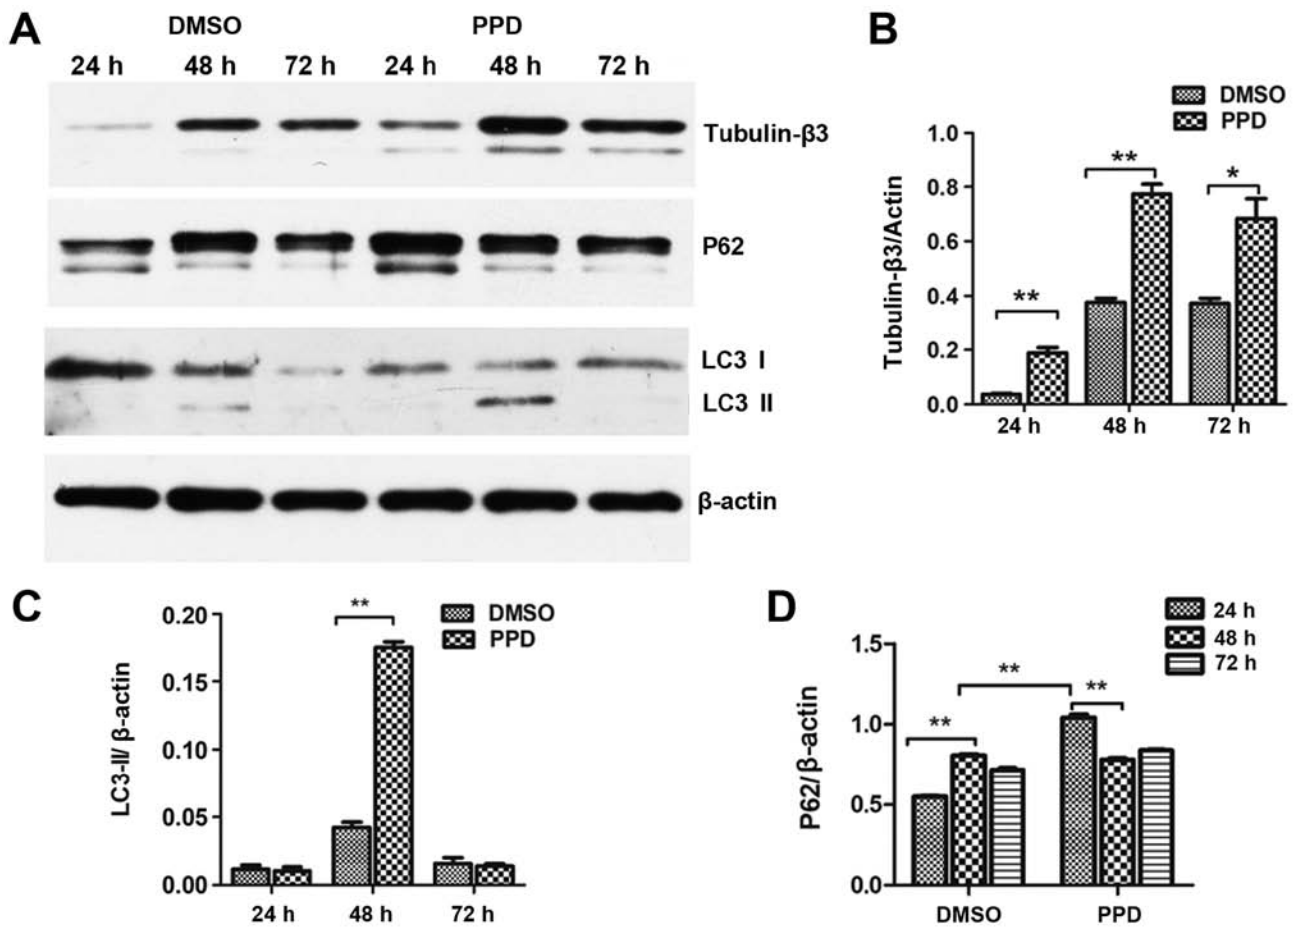 A
DMSO PPD
24 h 48 h 72 h 24 h 48 h 72 h
Tubulin-β3
P62
LC3 I
LC3 II
β-actin
B
DMSO
PPD
Tubulin-β3/Actin
1.0
0.8
0.6
0.4
0.2
0.0
** ** *
24 h 48 h 72 h
C
DMSO
PPD
LC3-II/ β-actin
0.20
0.15
0.10
0.05
0.00
**
24 h 48 h 72 h
D
24 h
48 h
72 h
P62/ β-actin
1.5
1.0
0.5
0.0
** ** **
DMSO PPD